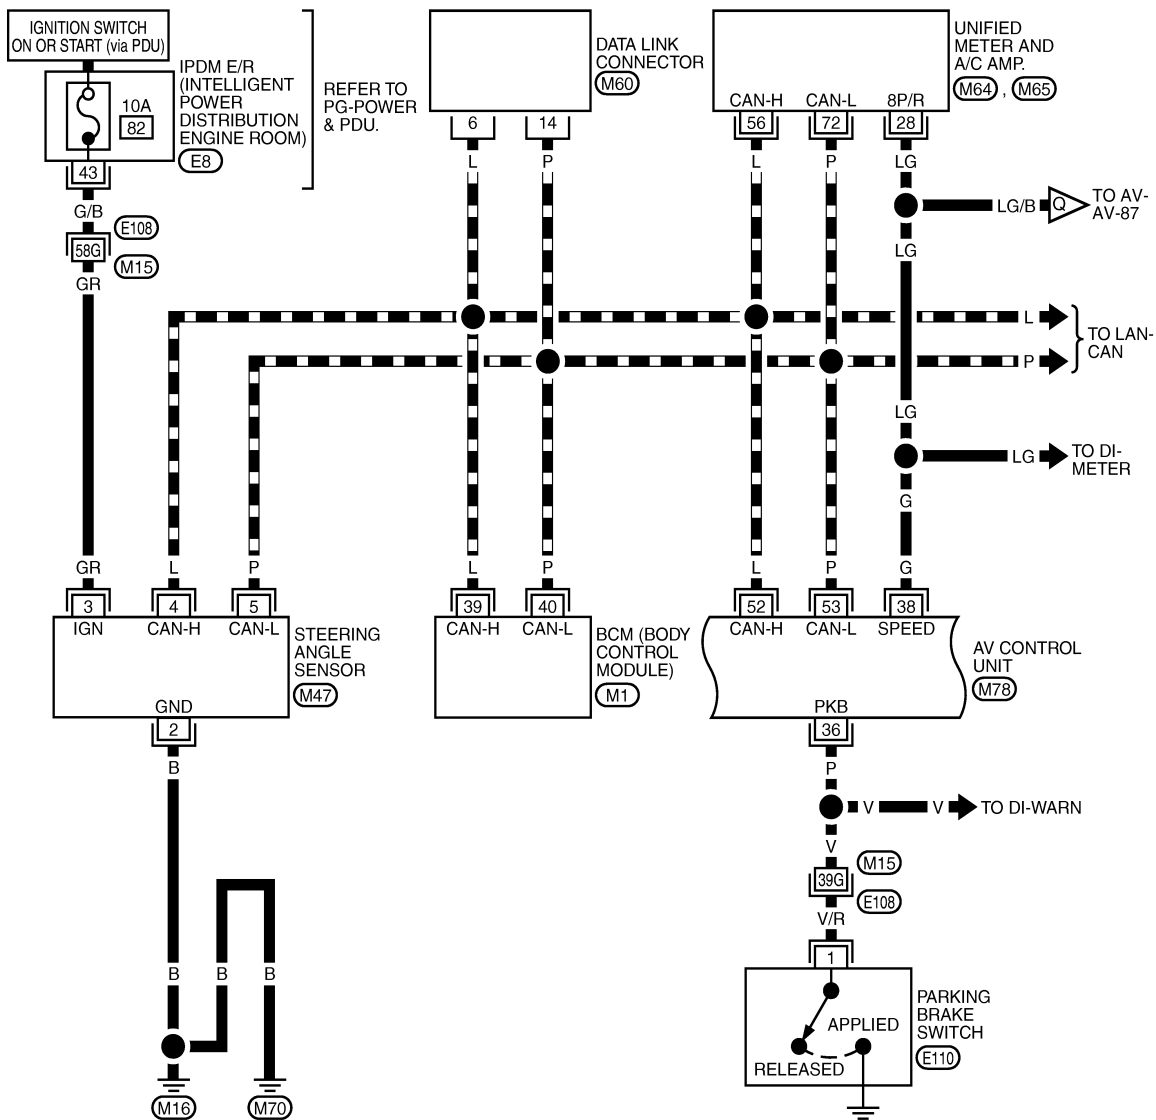 IGNITION SWITCH
ON OR START (via PDU)
IPDM E/R
(INTELLIGENT
POWER
DISTRIBUTION
ENGINE ROOM)
E8
10A
82
43
REFER TO
PG-POWER
& PDU.
DATA LINK
CONNECTOR
M60
6
14
UNIFIED
METER AND
A/C AMP.
M64 , M65
CAN-H
CAN-L
8P/R
56
72
28
L
P
L
P
LG
G/B
E108
58G
M15
GR
LG/B
Q
TO AV-
AV-87
LG
L
P
TO LAN-
CAN
LG
LG
TO DI-
METER
G
GR
L
P
L
P
L
P
G
3
4
5
39
40
52
53
38
IGN
CAN-H
CAN-L
CAN-H
CAN-L
CAN-H
CAN-L
SPEED
STEERING
ANGLE
SENSOR
M47
BCM (BODY
CONTROL
MODULE)
M1
AV CONTROL
UNIT
M78
GND
2
PKB
36
B
P
V
V
TO DI-WARN
V
M15
39G
E108
V/R
1
B
B
B
PARKING
BRAKE
SWITCH
E110
APPLIED
RELEASED
M16
M70